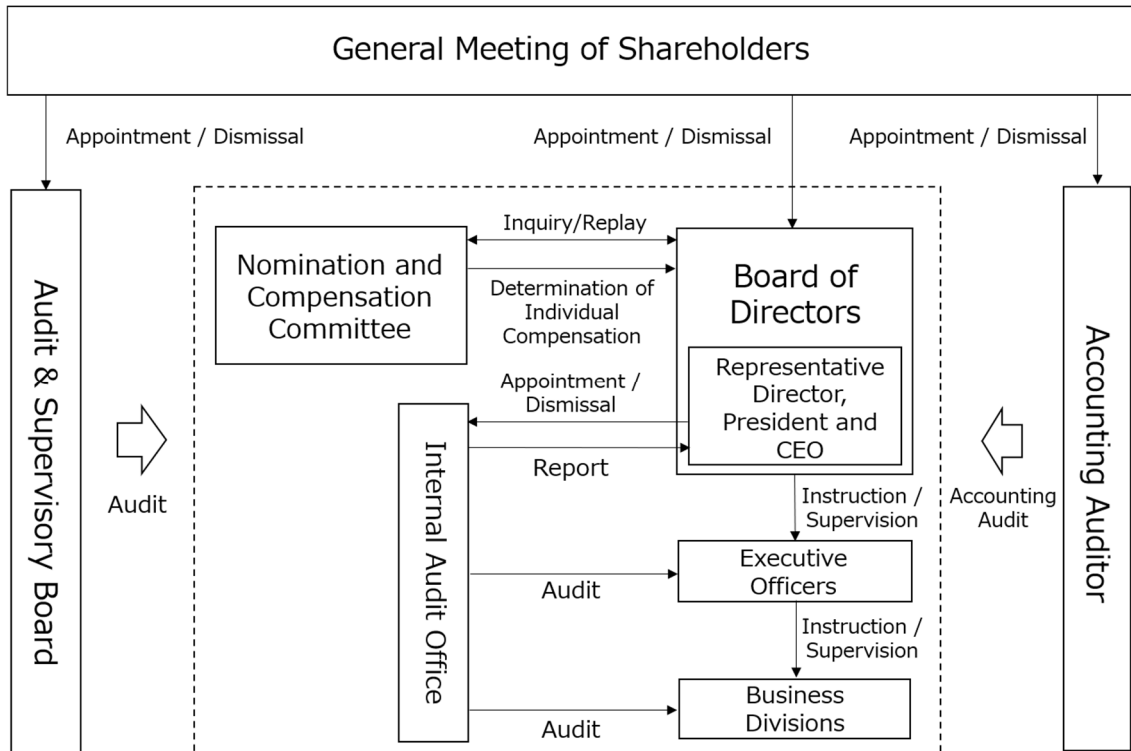 General Meeting of Shareholders
Appointment / Dismissal
Appointment / Dismissal
Appointment / Dismissal
Audit & Supervisory Board
Audit
Nomination and
Compensation
Committee
Inquiry/Replay
Determination of
Individual
Compensation
Board of
Directors
Representative
Director,
President and
CEO
Appointment /
Dismissal
Report
Internal Audit Office
Instruction /
Supervision
Executive
Officers
Audit
Instruction /
Supervision
Business
Divisions
Audit
Accounting
Audit
Accounting Auditor